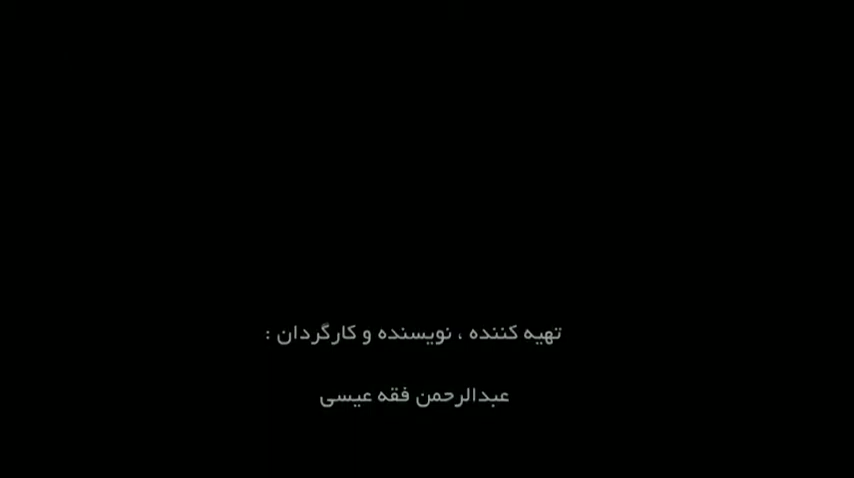 تهیه کننده ، نویسنده و کارگردان :
عبدالرحمن فقه عیسی